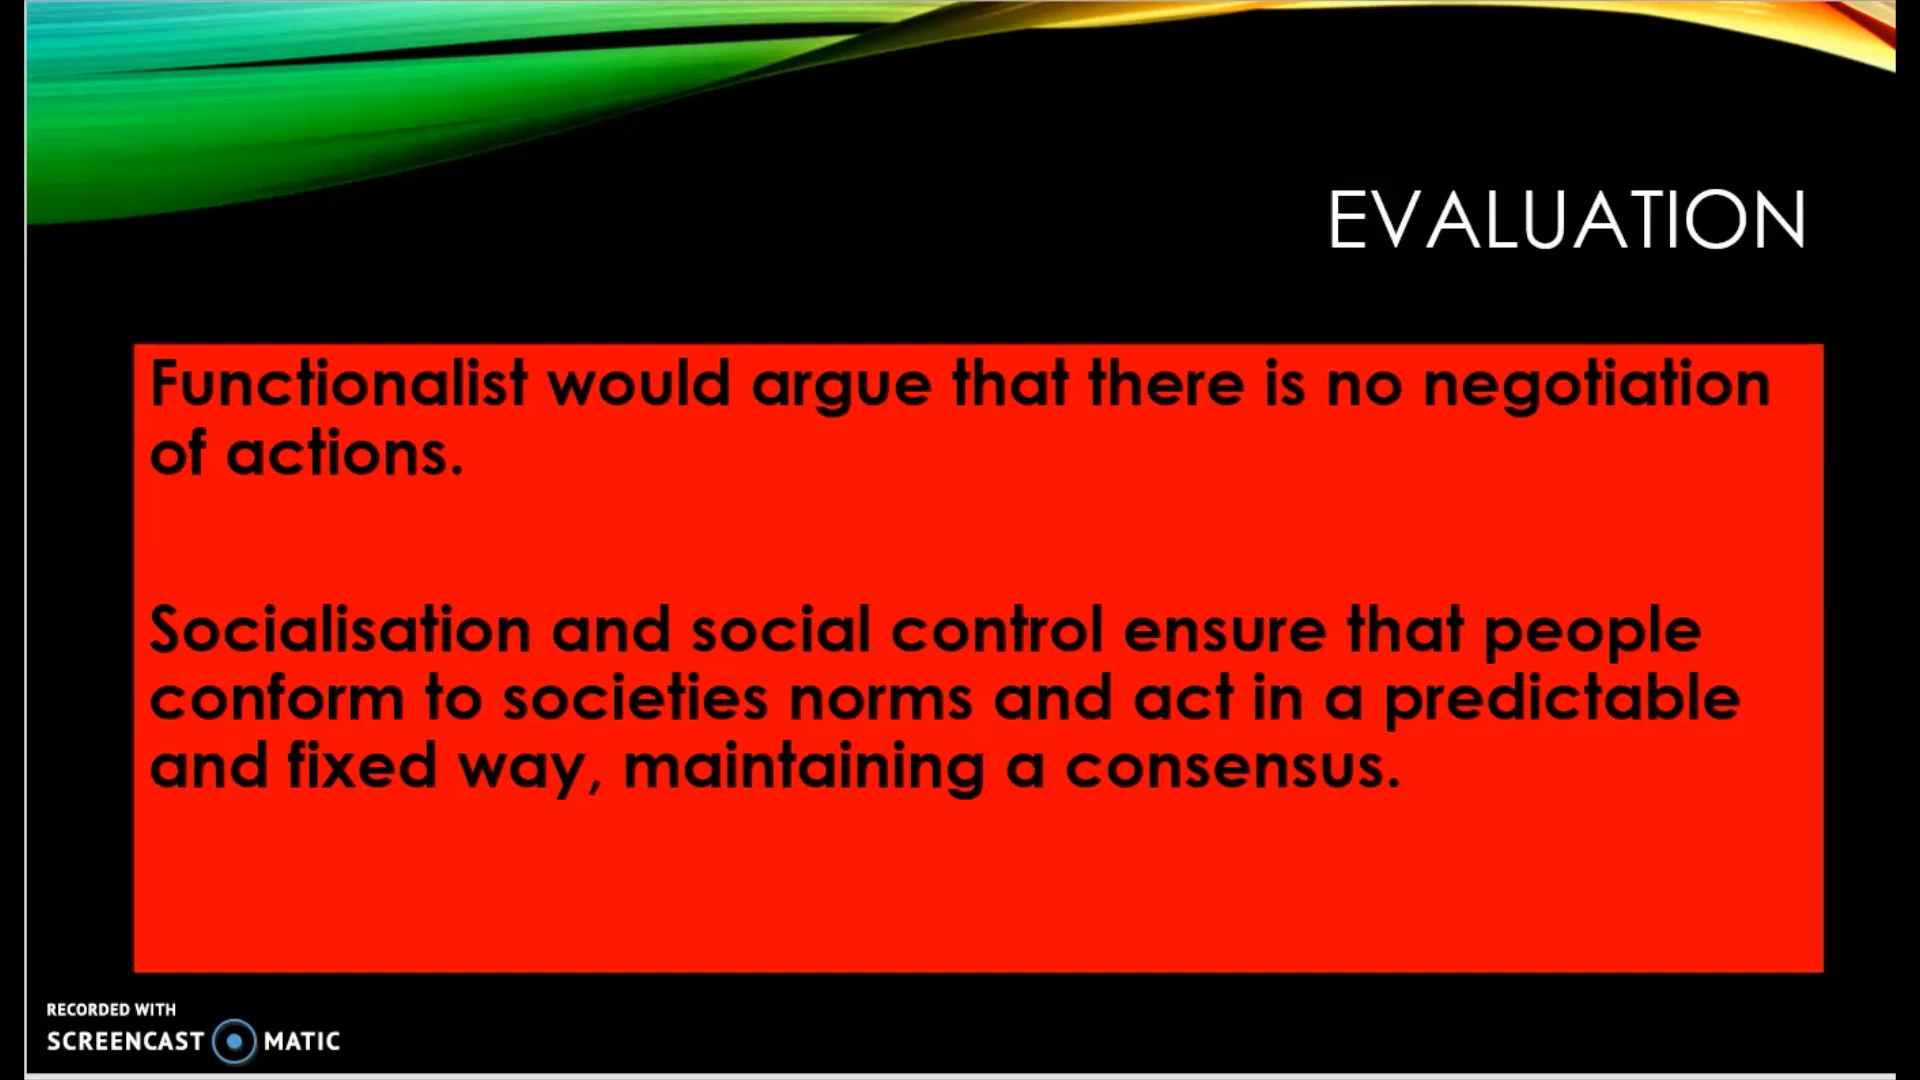 EVALUATION
Functionalist would argue that there is no negotiation
of actions.
Socialisation and social control ensure that people
conform to societies norms and act in a predictable
and fixed way, maintaining a consensus.
RECORDED WITH
SCREENCAST MATIC